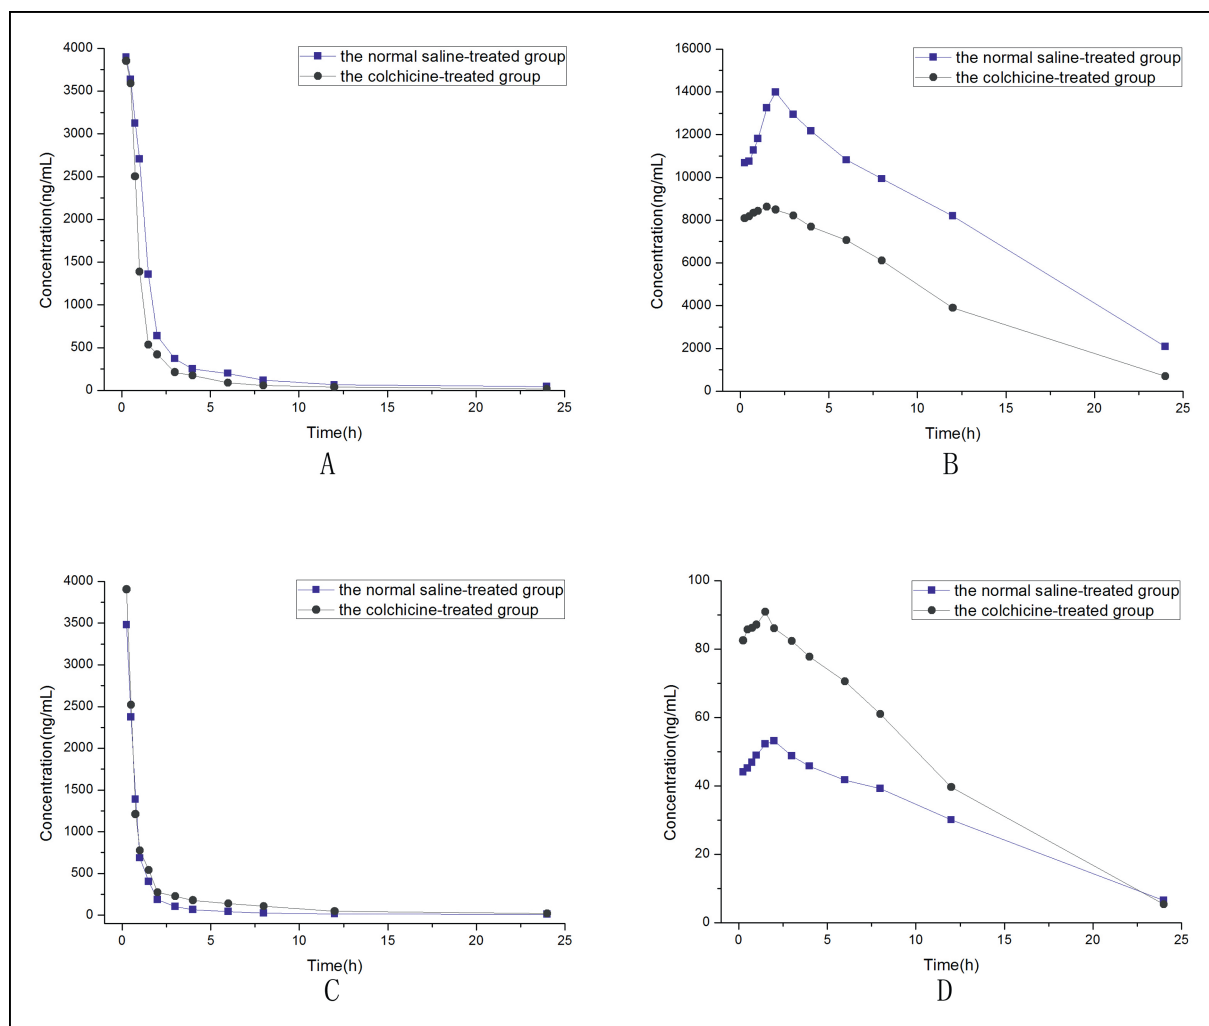 the normal saline-treated group
the colchicine-treated group
Concentration(ng/mL)
4000
3500
3000
2500
2000
1500
1000
500
0
0 5 10 15 20 25
Time(h)
A
the normal saline-treated group
the colchicine-treated group
Concentration(ng/mL)
16000
14000
12000
10000
8000
6000
4000
2000
0
0 5 10 15 20 25
Time(h)
B
the normal saline-treated group
the colchicine-treated group
Concentration(ng/mL)
4000
3500
3000
2500
2000
1500
1000
500
0
0 5 10 15 20 25
Time(h)
C
the normal saline-treated group
the colchicine-treated group
Concentration(ng/mL)
100
80
60
40
20
0
0 5 10 15 20 25
Time(h)
D